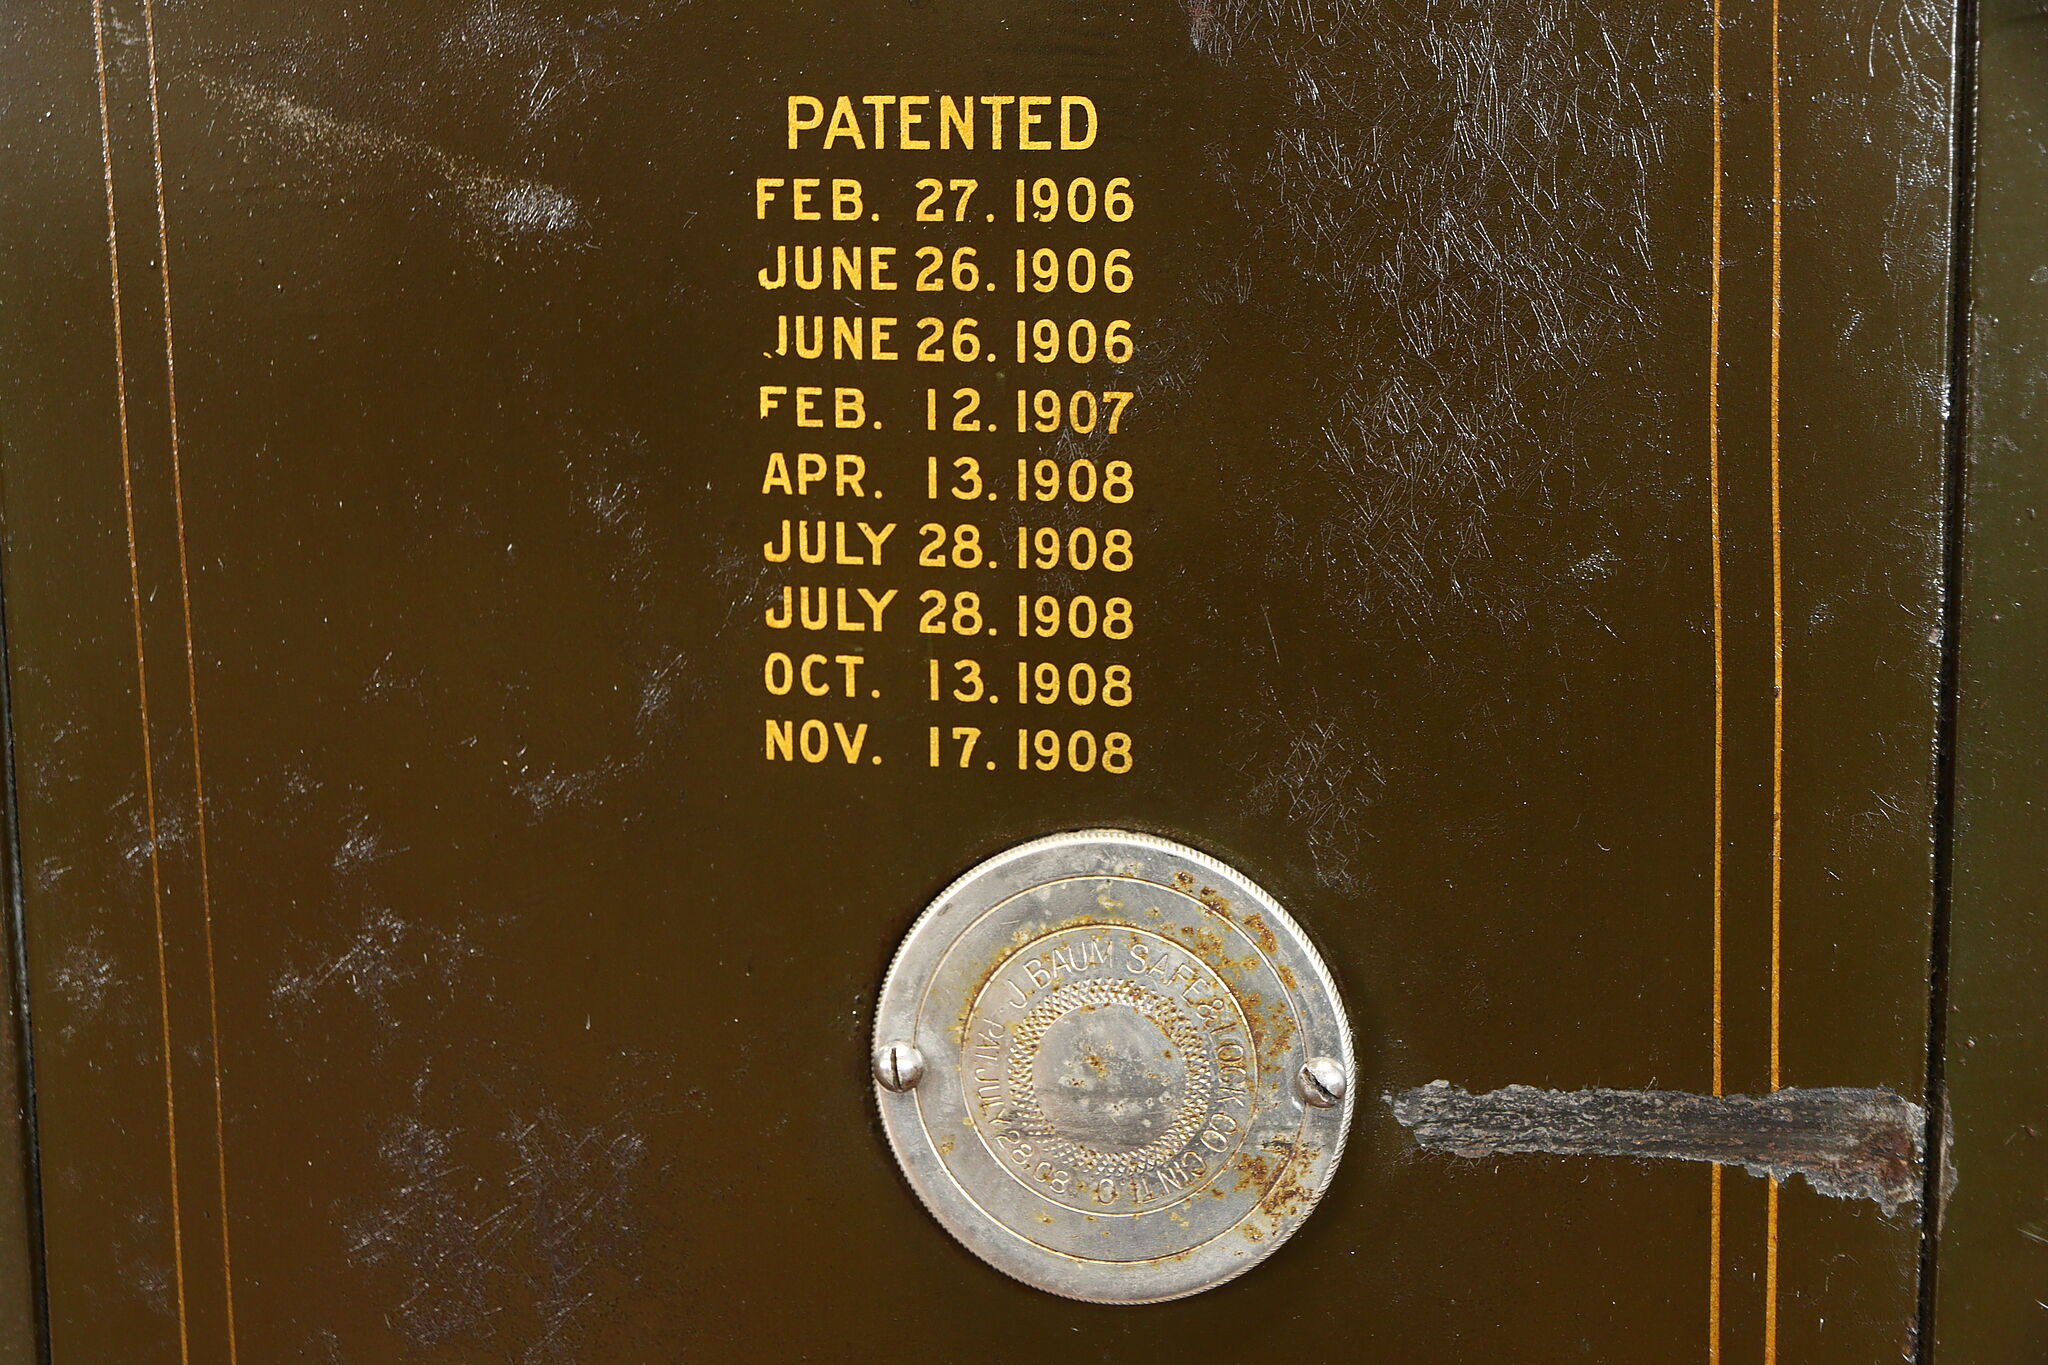 PATENTED
FEB. 27. 1906
JUNE 26. 1906
JUNE 26. 1906
FEB. 12. 1907
APR. 13. 1908
JULY 28. 1908
JULY 28. 1908
OCT. 13. 1908
NOV. 17. 1908
J. BAUM SAFE & LOCK CO. CIN'TI. O.
PAT. JULY 28. 08